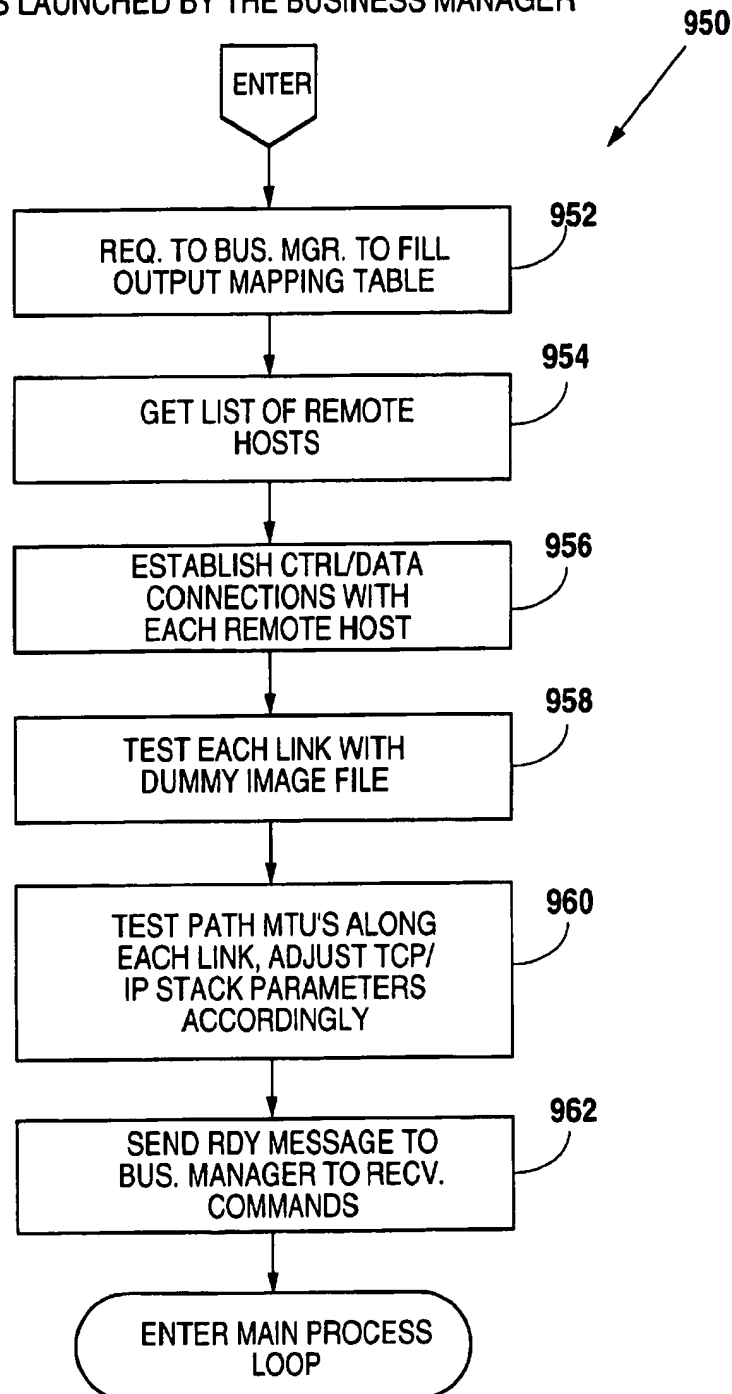 S LAUNCHED BY THE BUSINESS MANAGER
950
ENTER
952
REQ. TO BUS. MGR. TO FILL
OUTPUT MAPPING TABLE
954
GET LIST OF REMOTE
HOSTS
956
ESTABLISH CTRL/DATA
CONNECTIONS WITH
EACH REMOTE HOST
958
TEST EACH LINK WITH
DUMMY IMAGE FILE
960
TEST PATH MTU'S ALONG
EACH LINK, ADJUST TCP/
IP STACK PARAMETERS
ACCORDINGLY
962
SEND RDY MESSAGE TO
BUS. MANAGER TO RECV.
COMMANDS
ENTER MAIN PROCESS
LOOP